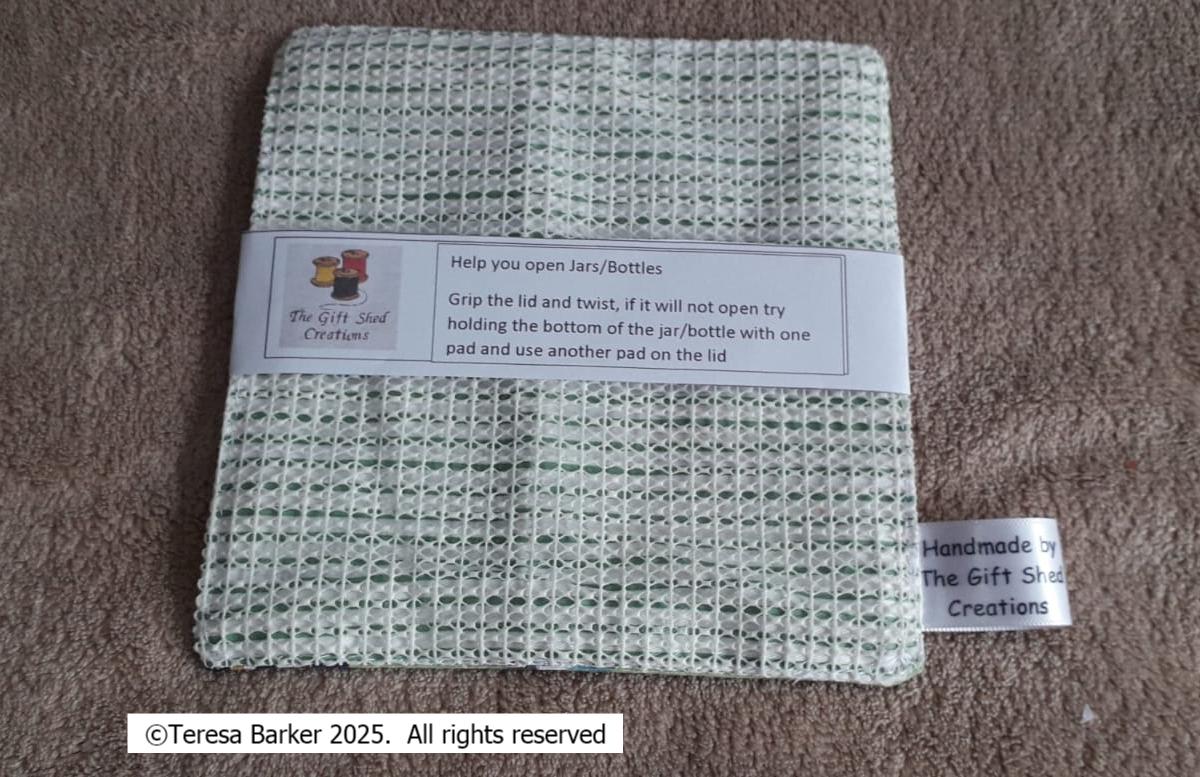 The Gift Shed
Creations
Help you open Jars/Bottles
Grip the lid and twist, if it will not open try
holding the bottom of the jar/bottle with one
pad and use another pad on the lid
Handmade by
The Gift Shed
Creations
©Teresa Barker 2025.  All rights reserved